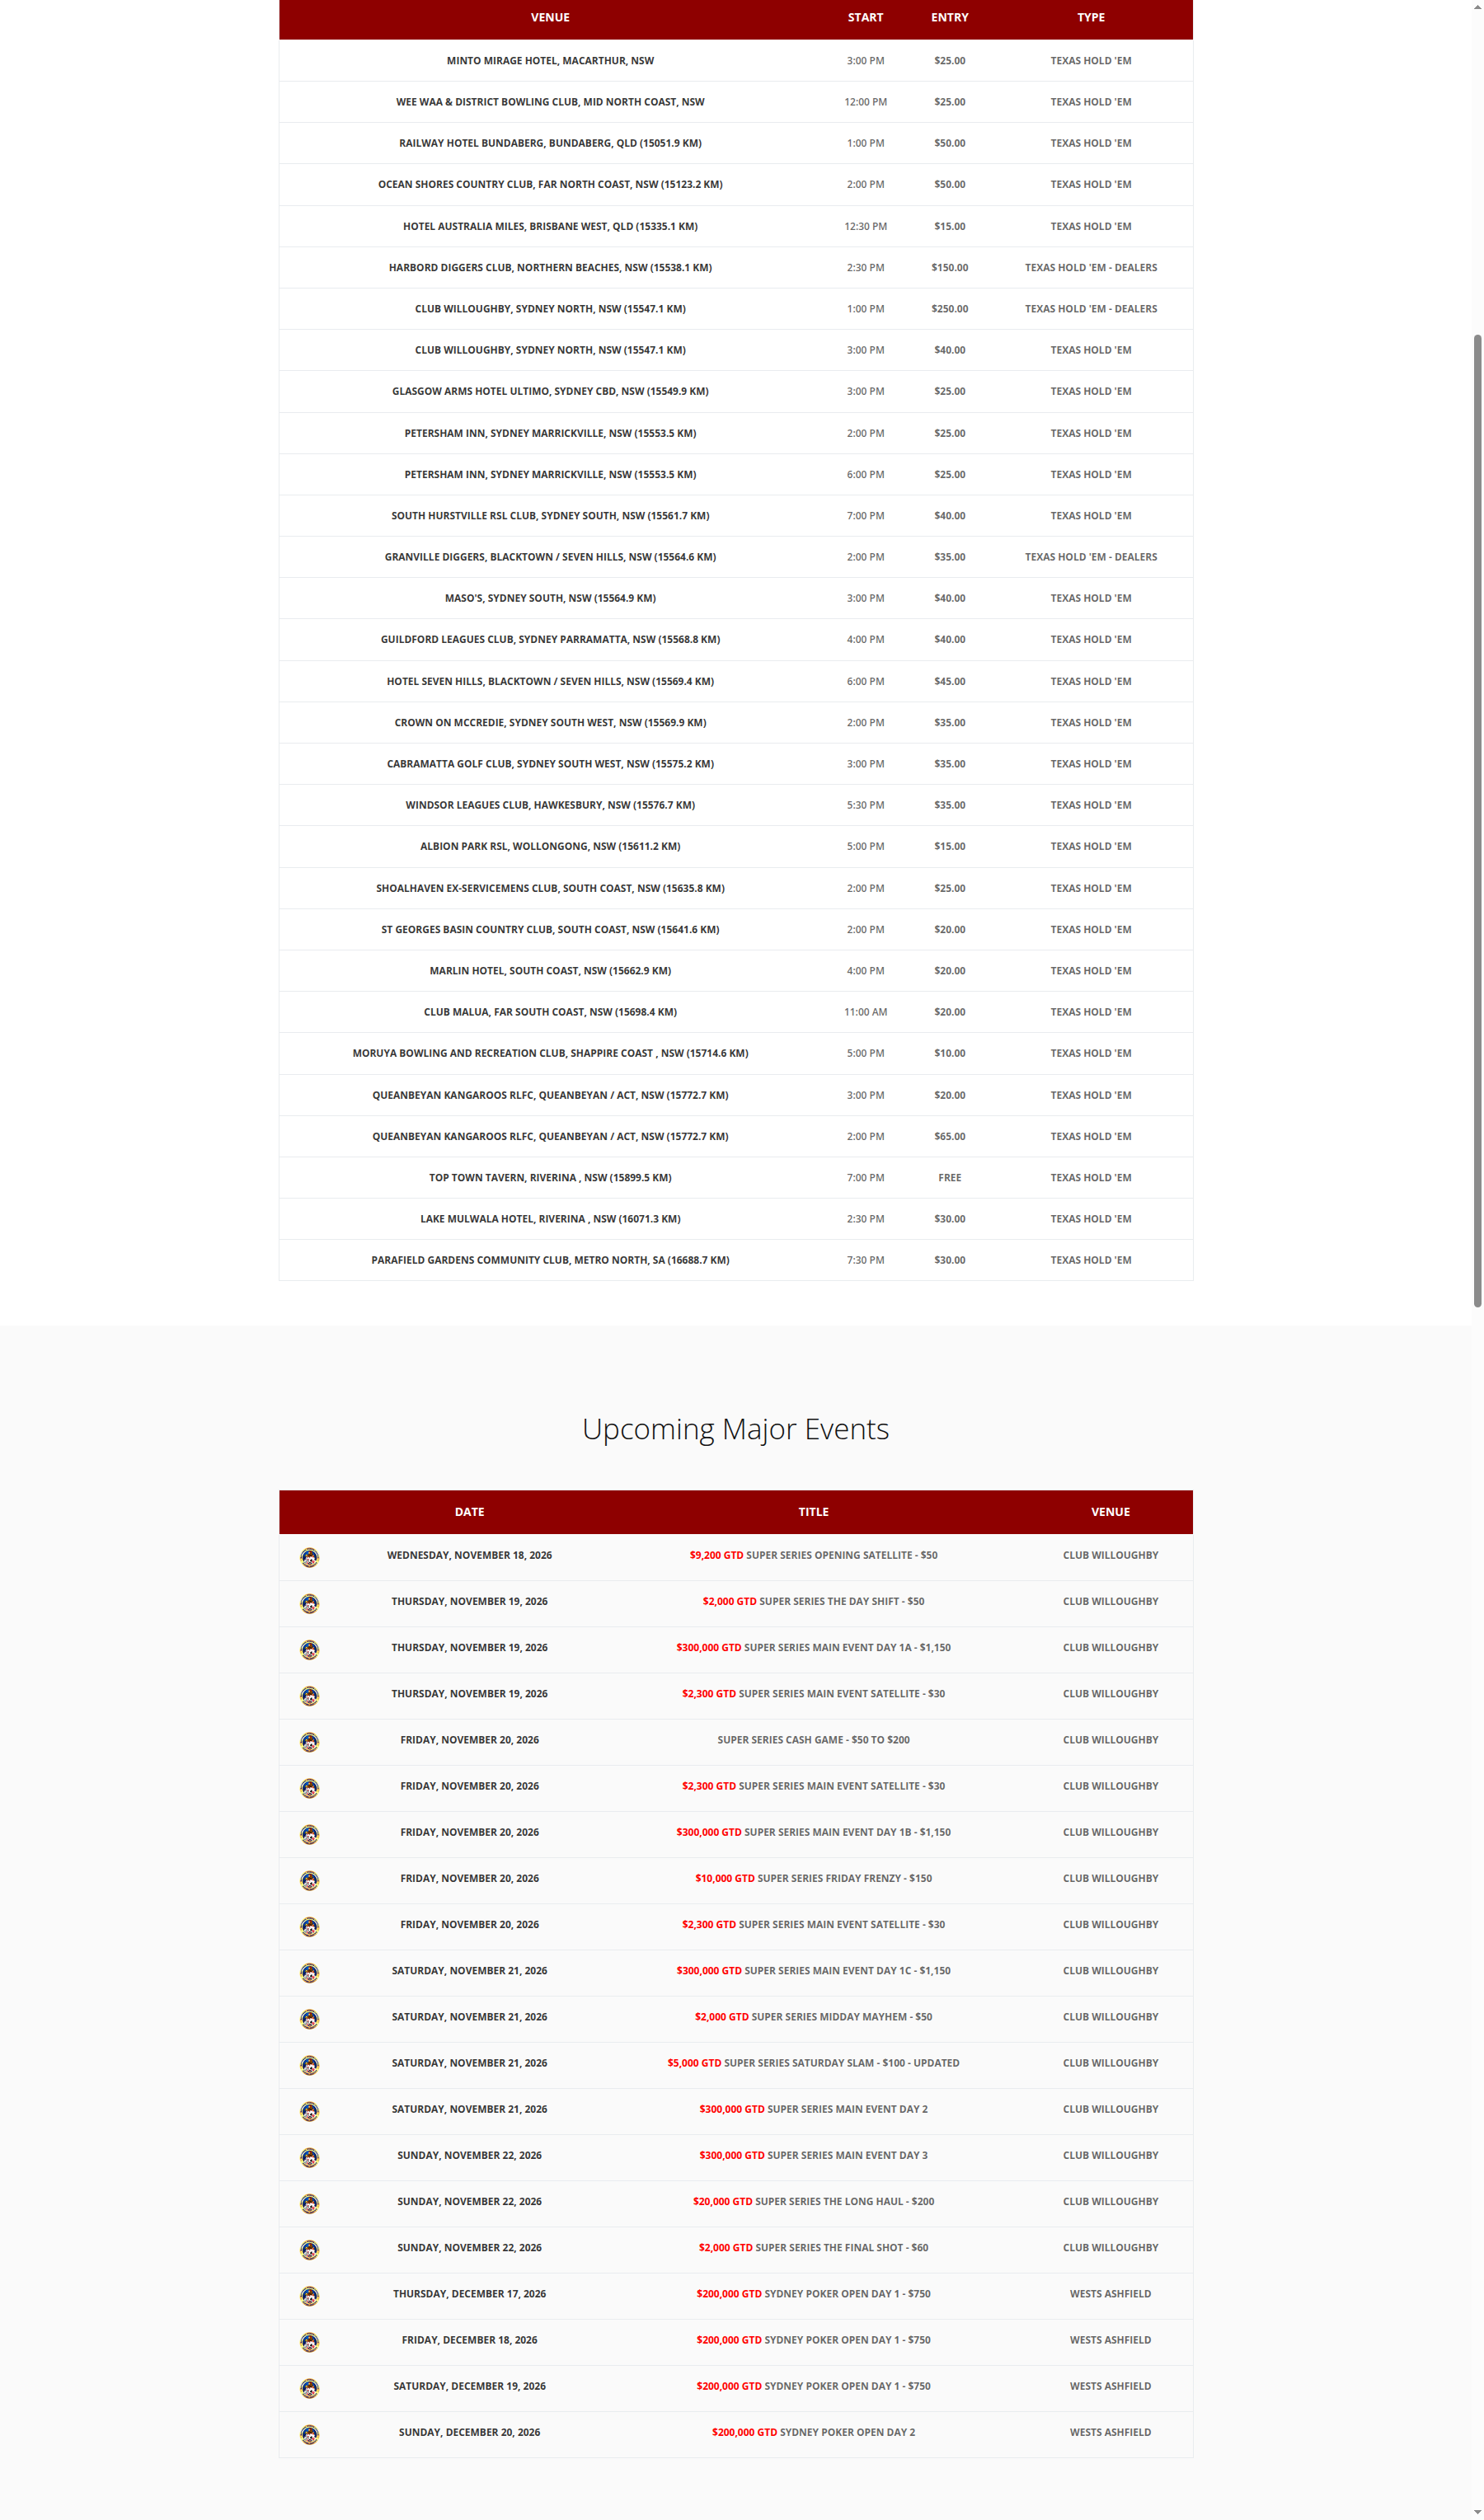 VENUE START ENTRY TYPE
MINTO MIRAGE HOTEL, MACARTHUR, NSW 3:00 PM $25.00 TEXAS HOLD 'EM
WEE WAA & DISTRICT BOWLING CLUB, MID NORTH COAST, NSW 12:00 PM $25.00 TEXAS HOLD 'EM
RAILWAY HOTEL BUNDABERG, BUNDABERG, QLD (15051.9 KM) 1:00 PM $50.00 TEXAS HOLD 'EM
OCEAN SHORES COUNTRY CLUB, FAR NORTH COAST, NSW (15123.2 KM) 2:00 PM $50.00 TEXAS HOLD 'EM
HOTEL AUSTRALIA MILES, BRISBANE WEST, QLD (15335.1 KM) 12:30 PM $15.00 TEXAS HOLD 'EM
HARBORD DIGGERS CLUB, NORTHERN BEACHES, NSW (15538.1 KM) 2:30 PM $150.00 TEXAS HOLD 'EM - DEALERS
CLUB WILLOUGHBY, SYDNEY NORTH, NSW (15547.1 KM) 1:00 PM $250.00 TEXAS HOLD 'EM - DEALERS
CLUB WILLOUGHBY, SYDNEY NORTH, NSW (15547.1 KM) 3:00 PM $40.00 TEXAS HOLD 'EM
GLASGOW ARMS HOTEL ULTIMO, SYDNEY CBD, NSW (15549.9 KM) 3:00 PM $25.00 TEXAS HOLD 'EM
PETERSHAM INN, SYDNEY MARRICKVILLE, NSW (15553.5 KM) 2:00 PM $25.00 TEXAS HOLD 'EM
PETERSHAM INN, SYDNEY MARRICKVILLE, NSW (15553.5 KM) 6:00 PM $25.00 TEXAS HOLD 'EM
SOUTH HURSTVILLE RSL CLUB, SYDNEY SOUTH, NSW (15561.7 KM) 7:00 PM $40.00 TEXAS HOLD 'EM
GRANVILLE DIGGERS, BLACKTOWN / SEVEN HILLS, NSW (15564.6 KM) 2:00 PM $35.00 TEXAS HOLD 'EM - DEALERS
MASO'S, SYDNEY SOUTH, NSW (15564.9 KM) 3:00 PM $40.00 TEXAS HOLD 'EM
GUILDFORD LEAGUES CLUB, SYDNEY PARRAMATTA, NSW (15568.8 KM) 4:00 PM $40.00 TEXAS HOLD 'EM
HOTEL SEVEN HILLS, BLACKTOWN / SEVEN HILLS, NSW (15569.4 KM) 6:00 PM $45.00 TEXAS HOLD 'EM
CROWN ON MCCREDIE, SYDNEY SOUTH WEST, NSW (15569.9 KM) 2:00 PM $35.00 TEXAS HOLD 'EM
CABRAMATTA GOLF CLUB, SYDNEY SOUTH WEST, NSW (15575.2 KM) 3:00 PM $35.00 TEXAS HOLD 'EM
WINDSOR LEAGUES CLUB, HAWKESBURY, NSW (15576.7 KM) 5:30 PM $35.00 TEXAS HOLD 'EM
ALBION PARK RSL, WOLLONGONG, NSW (15611.2 KM) 5:00 PM $15.00 TEXAS HOLD 'EM
SHOALHAVEN EX-SERVICEMENS CLUB, SOUTH COAST, NSW (15635.8 KM) 2:00 PM $25.00 TEXAS HOLD 'EM
ST GEORGES BASIN COUNTRY CLUB, SOUTH COAST, NSW (15641.6 KM) 2:00 PM $20.00 TEXAS HOLD 'EM
MARLIN HOTEL, SOUTH COAST, NSW (15662.9 KM) 4:00 PM $20.00 TEXAS HOLD 'EM
CLUB MALUA, FAR SOUTH COAST, NSW (15698.4 KM) 11:00 AM $20.00 TEXAS HOLD 'EM
MORUYA BOWLING AND RECREATION CLUB, SHAPPIRE COAST , NSW (15714.6 KM) 5:00 PM $10.00 TEXAS HOLD 'EM
QUEANBEYAN KANGAROOS RLFC, QUEANBEYAN / ACT, NSW (15772.7 KM) 3:00 PM $20.00 TEXAS HOLD 'EM
QUEANBEYAN KANGAROOS RLFC, QUEANBEYAN / ACT, NSW (15772.7 KM) 2:00 PM $65.00 TEXAS HOLD 'EM
TOP TOWN TAVERN, RIVERINA , NSW (15899.5 KM) 7:00 PM FREE TEXAS HOLD 'EM
LAKE MULWALA HOTEL, RIVERINA , NSW (16071.3 KM) 2:30 PM $30.00 TEXAS HOLD 'EM
PARAFIELD GARDENS COMMUNITY CLUB, METRO NORTH, SA (16688.7 KM) 7:30 PM $30.00 TEXAS HOLD 'EM
Upcoming Major Events
DATE TITLE VENUE
WEDNESDAY, NOVEMBER 18, 2026 $9,200 GTD SUPER SERIES OPENING SATELLITE - $50 CLUB WILLOUGHBY
THURSDAY, NOVEMBER 19, 2026 $2,000 GTD SUPER SERIES THE DAY SHIFT - $50 CLUB WILLOUGHBY
THURSDAY, NOVEMBER 19, 2026 $300,000 GTD SUPER SERIES MAIN EVENT DAY 1A - $1,150 CLUB WILLOUGHBY
THURSDAY, NOVEMBER 19, 2026 $2,300 GTD SUPER SERIES MAIN EVENT SATELLITE - $30 CLUB WILLOUGHBY
FRIDAY, NOVEMBER 20, 2026 SUPER SERIES CASH GAME - $50 TO $200 CLUB WILLOUGHBY
FRIDAY, NOVEMBER 20, 2026 $2,300 GTD SUPER SERIES MAIN EVENT SATELLITE - $30 CLUB WILLOUGHBY
FRIDAY, NOVEMBER 20, 2026 $300,000 GTD SUPER SERIES MAIN EVENT DAY 1B - $1,150 CLUB WILLOUGHBY
FRIDAY, NOVEMBER 20, 2026 $10,000 GTD SUPER SERIES FRIDAY FRENZY - $150 CLUB WILLOUGHBY
FRIDAY, NOVEMBER 20, 2026 $2,300 GTD SUPER SERIES MAIN EVENT SATELLITE - $30 CLUB WILLOUGHBY
SATURDAY, NOVEMBER 21, 2026 $300,000 GTD SUPER SERIES MAIN EVENT DAY 1C - $1,150 CLUB WILLOUGHBY
SATURDAY, NOVEMBER 21, 2026 $2,000 GTD SUPER SERIES MIDDAY MAYHEM - $50 CLUB WILLOUGHBY
SATURDAY, NOVEMBER 21, 2026 $5,000 GTD SUPER SERIES SATURDAY SLAM - $100 - UPDATED CLUB WILLOUGHBY
SATURDAY, NOVEMBER 21, 2026 $300,000 GTD SUPER SERIES MAIN EVENT DAY 2 CLUB WILLOUGHBY
SUNDAY, NOVEMBER 22, 2026 $300,000 GTD SUPER SERIES MAIN EVENT DAY 3 CLUB WILLOUGHBY
SUNDAY, NOVEMBER 22, 2026 $20,000 GTD SUPER SERIES THE LONG HAUL - $200 CLUB WILLOUGHBY
SUNDAY, NOVEMBER 22, 2026 $2,000 GTD SUPER SERIES THE FINAL SHOT - $60 CLUB WILLOUGHBY
THURSDAY, DECEMBER 17, 2026 $200,000 GTD SYDNEY POKER OPEN DAY 1 - $750 WESTS ASHFIELD
FRIDAY, DECEMBER 18, 2026 $200,000 GTD SYDNEY POKER OPEN DAY 1 - $750 WESTS ASHFIELD
SATURDAY, DECEMBER 19, 2026 $200,000 GTD SYDNEY POKER OPEN DAY 1 - $750 WESTS ASHFIELD
SUNDAY, DECEMBER 20, 2026 $200,000 GTD SYDNEY POKER OPEN DAY 2 WESTS ASHFIELD